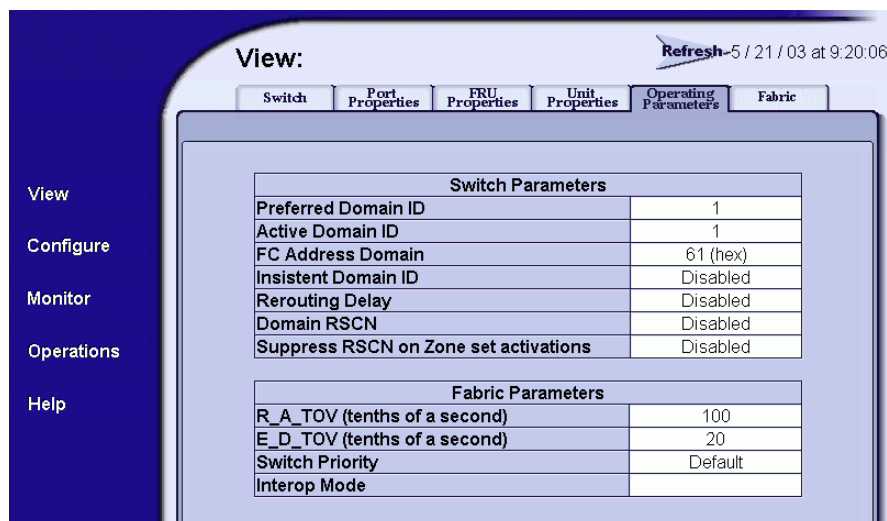 View:
Refresh-5 / 21 / 03 at 9:20:06
Switch
Port Properties
FRU Properties
Unit Properties
Operating Parameters
Fabric
View
Configure
Monitor
Operations
Help
Switch Parameters
Preferred Domain ID 1
Active Domain ID 1
FC Address Domain 61 (hex)
Insistent Domain ID Disabled
Rerouting Delay Disabled
Domain RSCN Disabled
Suppress RSCN on Zone set activations Disabled
Fabric Parameters
R_A_TOV (tenths of a second) 100
E_D_TOV (tenths of a second) 20
Switch Priority Default
Interop Mode